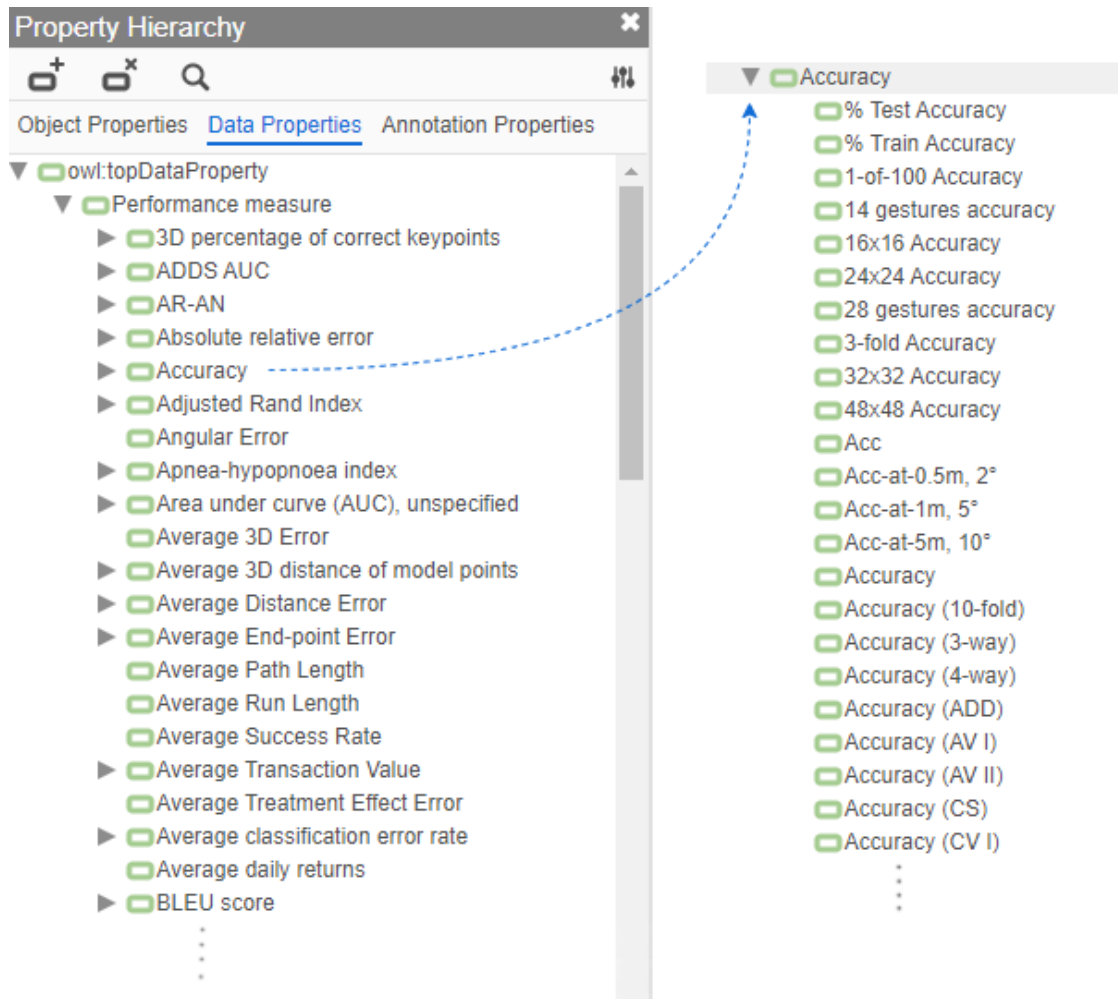 Property Hierarchy
Object Properties Data Properties Annotation Properties
owl:topDataProperty
Performance measure
3D percentage of correct keypoints
ADDS AUC
AR-AN
Absolute relative error
Accuracy
Adjusted Rand Index
Angular Error
Apnea-hypopnoea index
Area under curve (AUC), unspecified
Average 3D Error
Average 3D distance of model points
Average Distance Error
Average End-point Error
Average Path Length
Average Run Length
Average Success Rate
Average Transaction Value
Average Treatment Effect Error
Average classification error rate
Average daily returns
BLEU score
Accuracy
% Test Accuracy
% Train Accuracy
1-of-100 Accuracy
14 gestures accuracy
16x16 Accuracy
24x24 Accuracy
28 gestures accuracy
3-fold Accuracy
32x32 Accuracy
48x48 Accuracy
Acc
Acc-at-0.5m, 2°
Acc-at-1m, 5°
Acc-at-5m, 10°
Accuracy
Accuracy (10-fold)
Accuracy (3-way)
Accuracy (4-way)
Accuracy (ADD)
Accuracy (AV I)
Accuracy (AV II)
Accuracy (CS)
Accuracy (CV I)